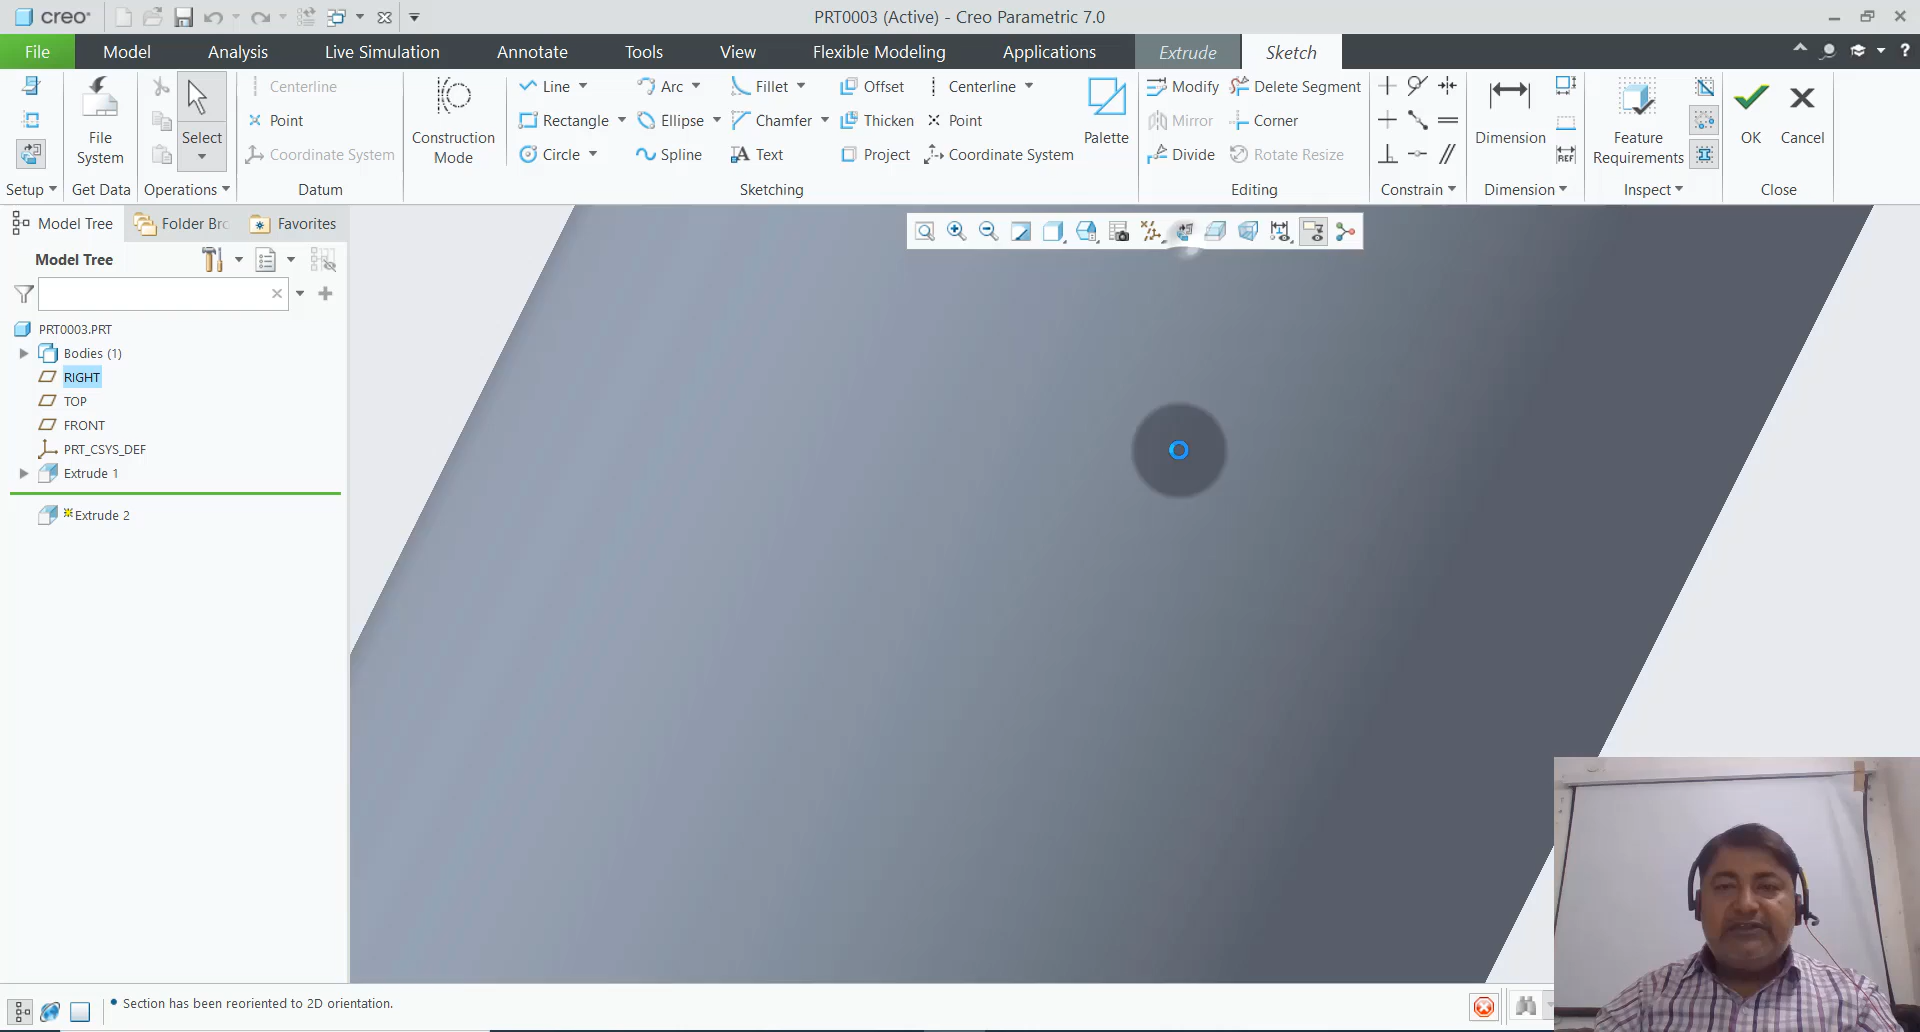 creo®
PRT0003 (Active) - Creo Parametric 7.0
File Model Analysis Live Simulation Annotate Tools View Flexible Modeling Applications Extrude Sketch
Centerline Line Arc Fillet Offset Centerline Modify Delete Segment
Point Rectangle Ellipse Chamfer Thicken Point Mirror Corner
Coordinate System Circle Spline Text Project Coordinate System Divide Rotate Resize
File System
Select
Construction Mode
Palette
Dimension
REF
Feature Requirements
OK
Cancel
Setup Get Data Operations Datum Sketching Editing Constrain Dimension Inspect Close
Model Tree Folder Bro Favorites
Model Tree
PRT0003.PRT
Bodies (1)
RIGHT
TOP
FRONT
PRT_CSYS_DEF
Extrude 1
Extrude 2
Section has been reoriented to 2D orientation.